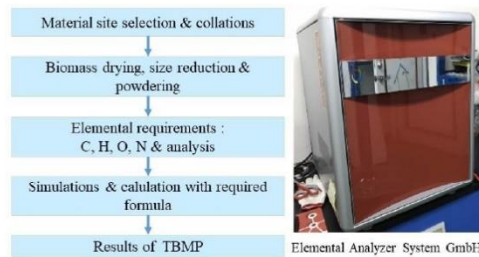 Material site selection & collations
Biomass drying, size reduction &
powdering
Elemental requirements :
C, H, O, N & analysis
Simulations & calulation with required
formula
Results of TBMP
Elemental Analyzer System GmbH